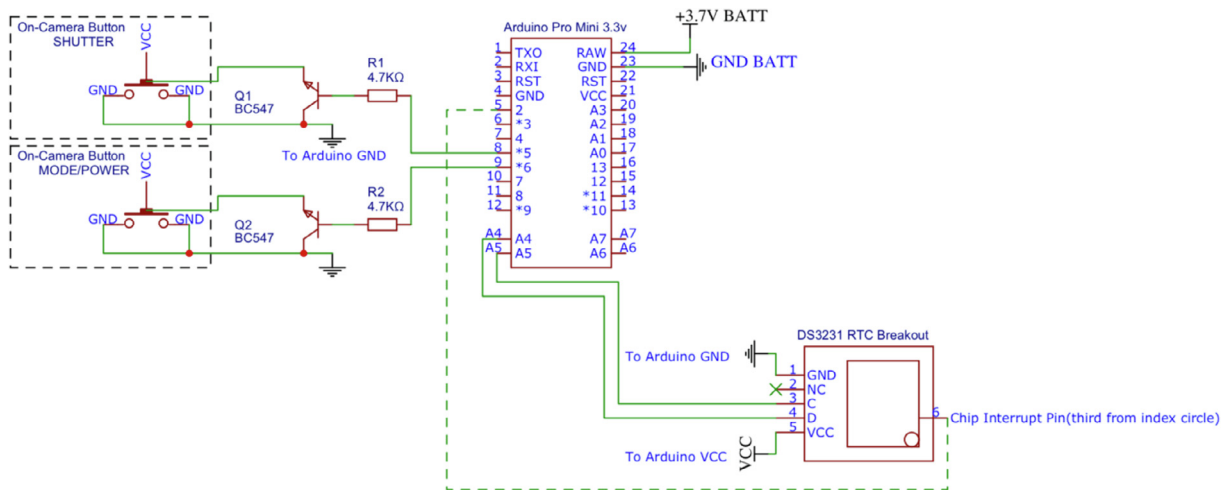 +3.7V BATT
On-Camera Button
SHUTTER
VCC
GND GND
Q1
BC547
R1
4.7KΩ
To Arduino GND
On-Camera Button
MODE/POWER
VCC
GND GND
Q2
BC547
R2
4.7KΩ
Arduino Pro Mini 3.3v
1 TXO RAW 24
2 RXI GND 23
3 RST RST 22
4 GND VCC 21
5 2 A3 20
6 *3 A2 19
7 4 A1 18
8 *5 A0 17
9 *6 13 16
10 7 12 15
11 8 *11 14
12 *9 *10 13
A4 A4 A7 A7
A5 A5 A6 A6
GND BATT
DS3231 RTC Breakout
To Arduino GND
1 GND
2 NC
3 C
4 D
5 VCC
6 Chip Interrupt Pin(third from index circle)
To Arduino VCC
VCC